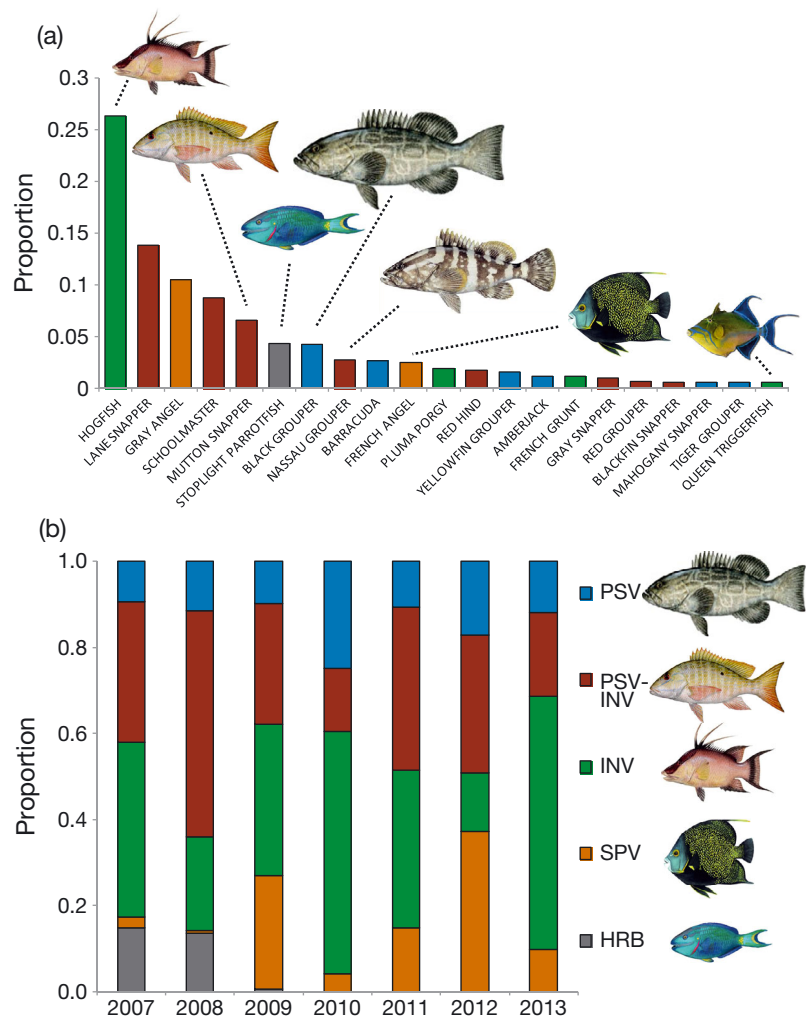 (a)
0.3
0.25
0.2
0.15
0.1
0.05
0
Proportion
HOGFISH
LANE SNAPPER
GRAY ANGEL
SCHOOLMASTER
MUTTON SNAPPER
STOPLIGHT PARROTFISH
BLACK GROUPER
NASSAU GROUPER
BARRACUDA
FRENCH ANGEL
PLUMA PORGY
RED HIND
YELLOWFIN GROUPER
AMBERJACK
FRENCH GRUNT
GRAY SNAPPER
RED GROUPER
BLACKFIN SNAPPER
MAHOGANY SNAPPER
TIGER GROUPER
QUEEN TRIGGERFISH
(b)
1.0
0.8
0.6
0.4
0.2
0.0
Proportion
2007 2008 2009 2010 2011 2012 2013
PSV
PSV-
INV
INV
SPV
HRB